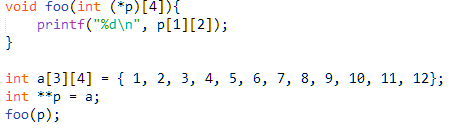 void foo(int (*p)[4]){
    printf("%d\n", p[1][2]);
}

int a[3][4] = { 1, 2, 3, 4, 5, 6, 7, 8, 9, 10, 11, 12};
int **p = a;
foo(p);